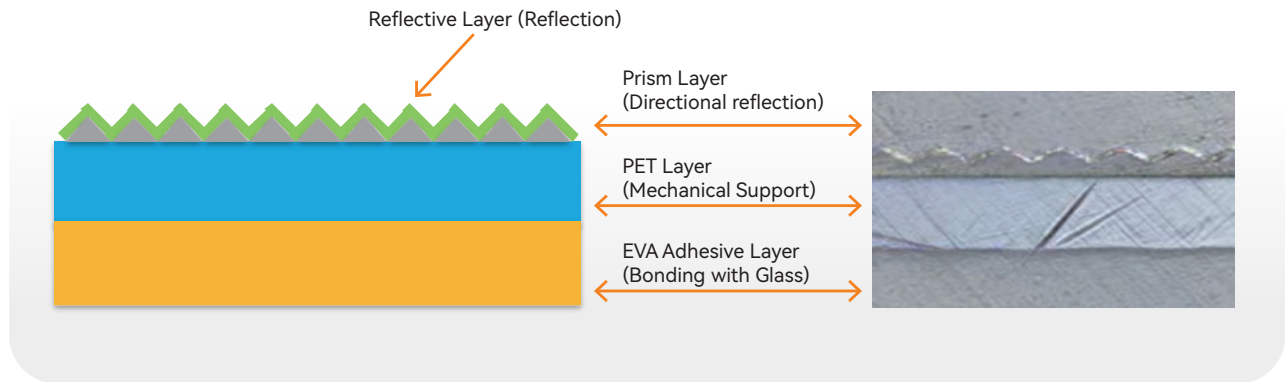 Reflective Layer (Reflection)
Prism Layer
(Directional reflection)
PET Layer
(Mechanical Support)
EVA Adhesive Layer
(Bonding with Glass)